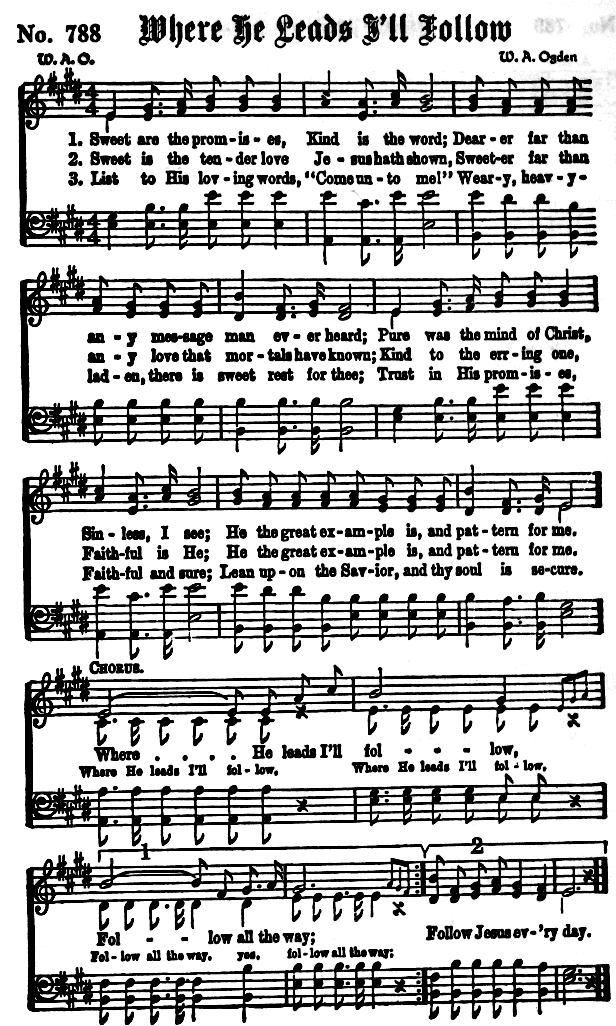 No. 788 Where He Leads I'll Follow
W. A. O. W. A. Ogden
1. Sweet are the prom-is-es, Kind is the word; Dear-er far than
2. Sweet is the ten-der love Je-sus hath shown, Sweet-er far than
3. List to His lov-ing words, "Come un-to me!" Wear-y, heav-y-
an-y mes-sage man ev-er heard; Pure was the mind of Christ,
an-y love that mor-tals have known; Kind to the err-ing one,
lad-en, there is sweet rest for thee; Trust in His prom-is-es,
Sin-less, I see; He the great ex-am-ple is, and pat-tern for me.
Faith-ful is He; He the great ex-am-ple is, and pat-tern for me.
Faith-ful and sure; Lean up-on the Sav-ior, and thy soul is se-cure.
CHORUS.
Where . . . . He leads I'll fol - - - low,
Where He leads I'll fol-low, Where He leads I'll fol-low,
1 2
Fol - - low all the way; Follow Jesus ev-'ry day.
Fol-low all the way, yes, fol-low all the way;